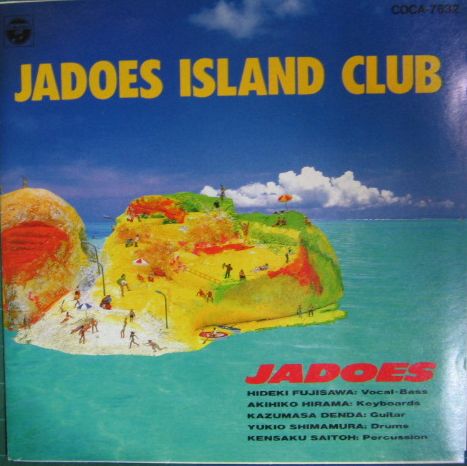 COCA-7632
JADOES ISLAND CLUB
JADOES
HIDEKI FUJISAWA: Vocal·Bass
AKIHIKO HIRAMA: Keyboards
KAZUMASA DENDA: Guitar
YUKIO SHIMAMURA: Drums
KENSAKU SAITOH: Percussion